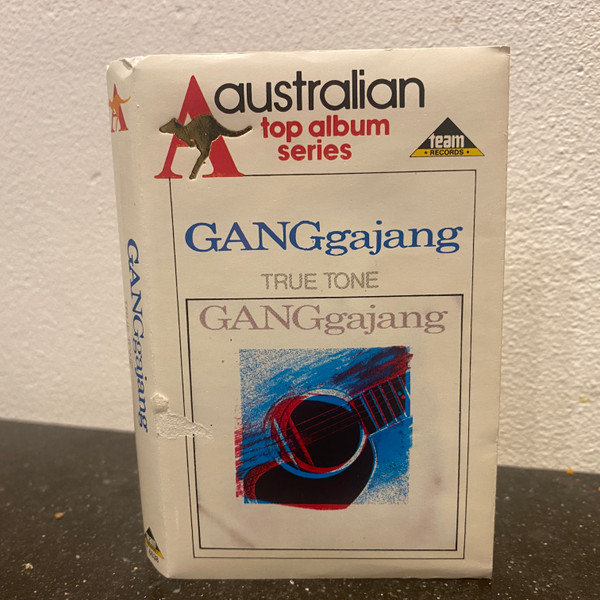 australian
top album
series
team
RECORDS
GANGgajang
TRUE TONE
GANGgajang
A
GANGgajang